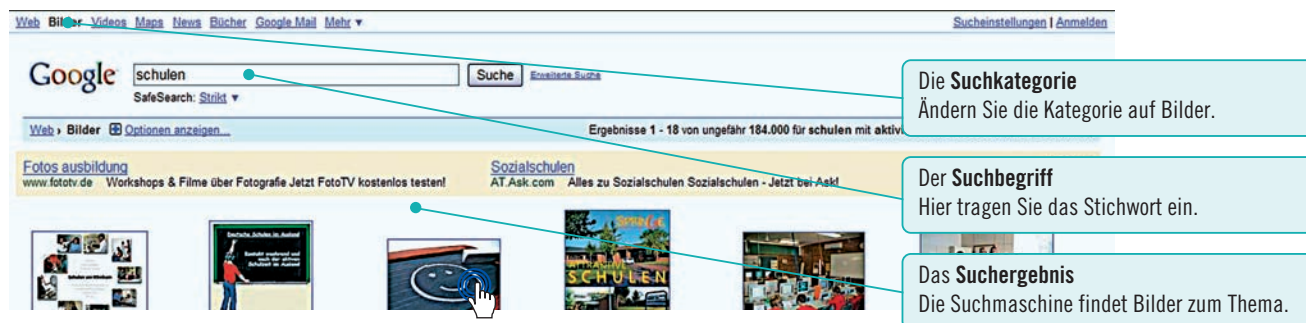 Web Bilder Videos Maps News Bücher Google Mail Mehr ▼
Sucheinstellungen | Anmelden
Google schulen Suche Erweiterte Suche
SafeSearch: Strikt ▼
Web › Bilder Optionen anzeigen...
Ergebnisse 1 - 18 von ungefähr 184.000 für schulen mit
Fotos ausbildung
www.fototv.de Workshops & Filme über Fotografie Jetzt FotoTV kostenlos testen!
Sozialschulen
AT.Ask.com Alles zu Sozialschulen Sozialschulen - Jetzt bei Ask!
Deutsche Schulen im Ausland
SCHULEN
Die Suchkategorie
Ändern Sie die Kategorie auf Bilder.
Der Suchbegriff
Hier tragen Sie das Stichwort ein.
Das Suchergebnis
Die Suchmaschine findet Bilder zum Thema.